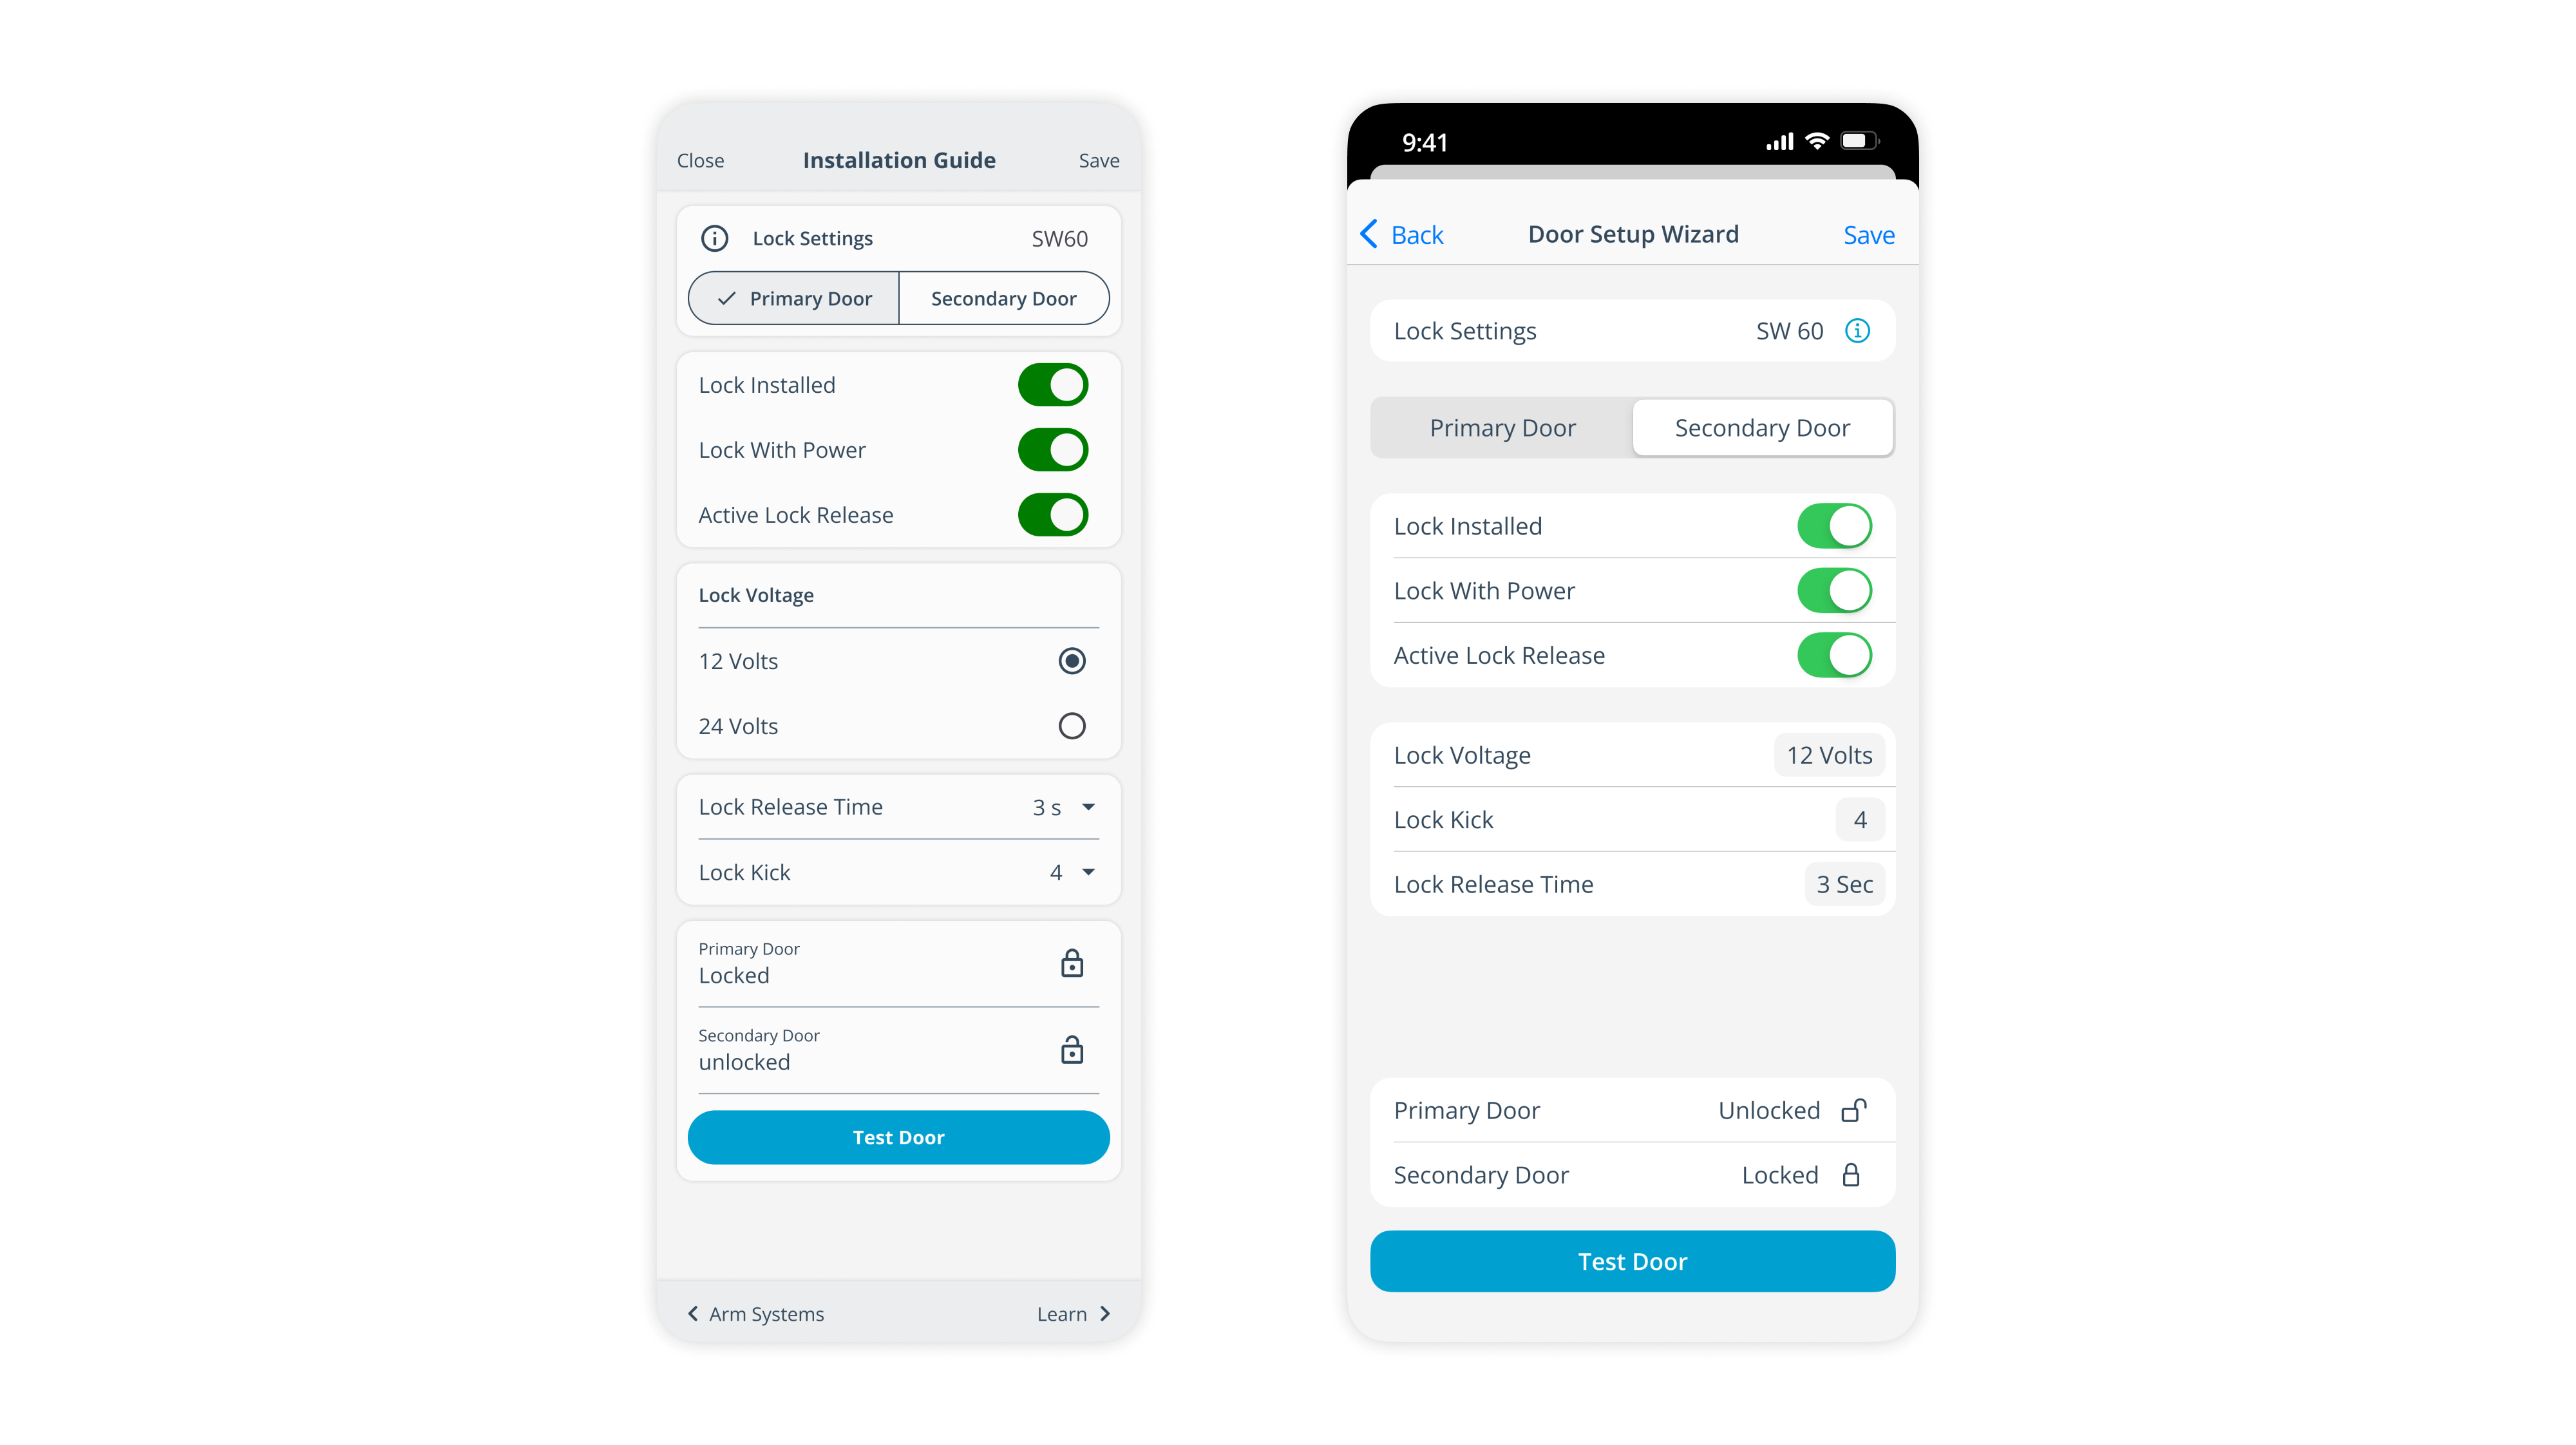 Close Installation Guide Save
Lock Settings SW60
Primary Door Secondary Door
Lock Installed
Lock With Power
Active Lock Release
Lock Voltage
12 Volts
24 Volts
Lock Release Time 3 s
Lock Kick 4
Primary Door
Locked
Secondary Door
unlocked
Test Door
Arm Systems Learn
9:41
Back Door Setup Wizard Save
Lock Settings SW 60
Primary Door Secondary Door
Lock Installed
Lock With Power
Active Lock Release
Lock Voltage 12 Volts
Lock Kick 4
Lock Release Time 3 Sec
Primary Door Unlocked
Secondary Door Locked
Test Door